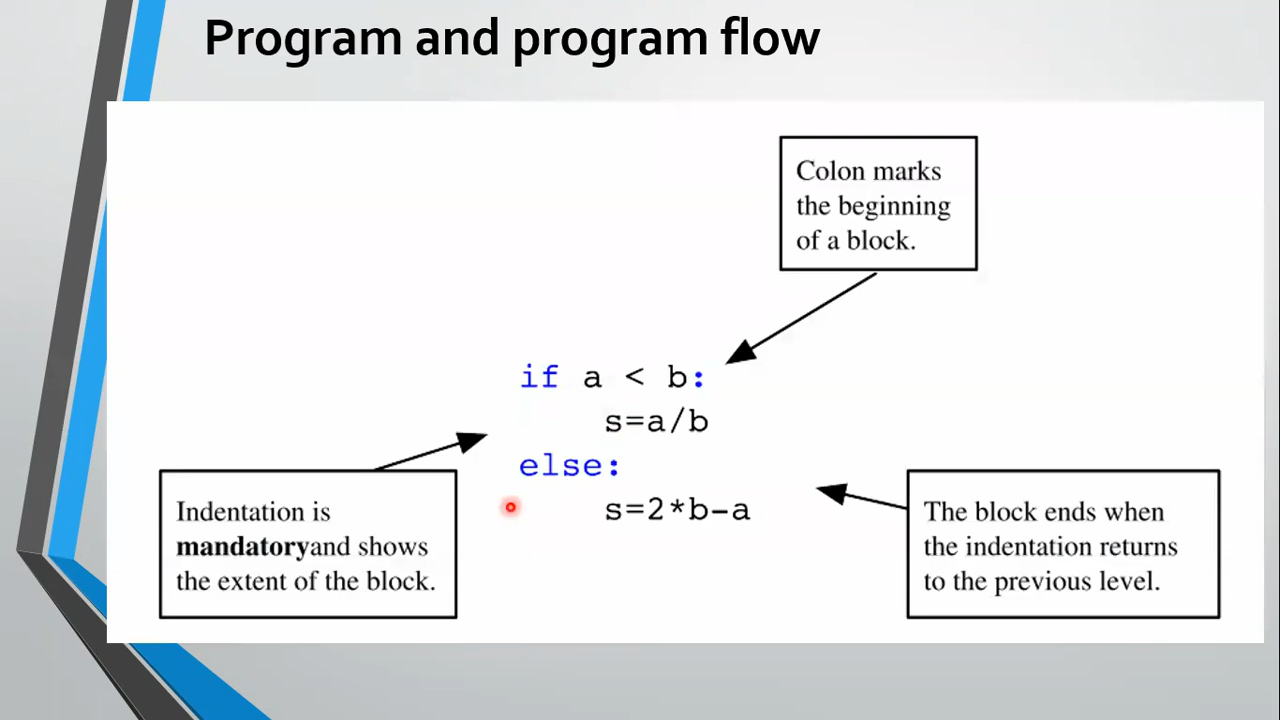 Program and program flow
Colon marks
the beginning
of a block.
if a < b:
s=a/b
else:
s=2*b-a
Indentation is
mandatoryand shows
the extent of the block.
The block ends when
the indentation returns
to the previous level.